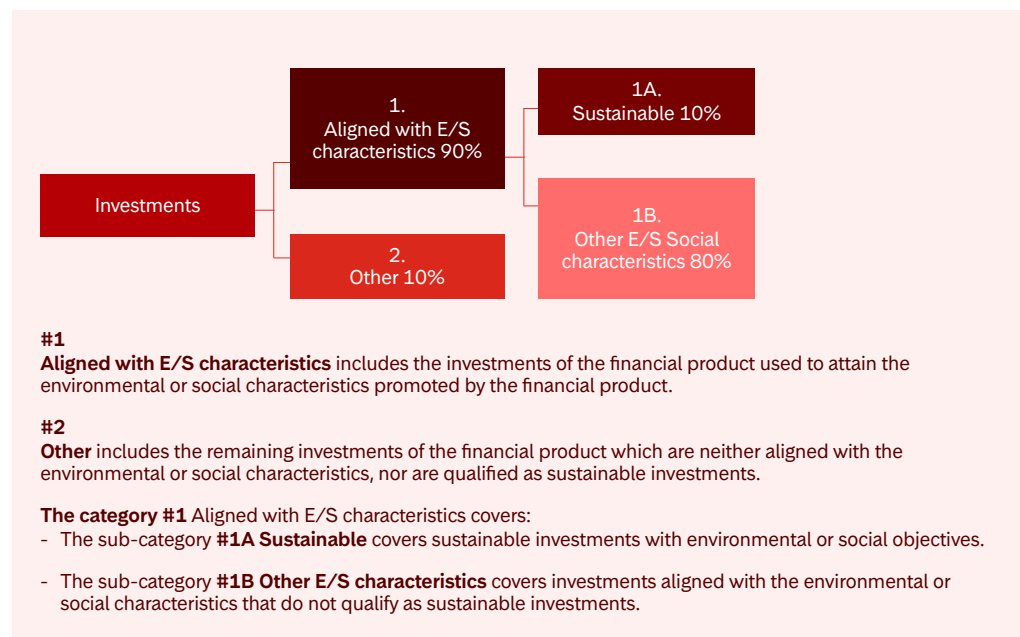 1.
Aligned with E/S
characteristics 90%
1A.
Sustainable 10%
Investments
1B.
Other E/S Social
characteristics 80%
2.
Other 10%
#1
Aligned with E/S characteristics includes the investments of the financial product used to attain the
environmental or social characteristics promoted by the financial product.
#2
Other includes the remaining investments of the financial product which are neither aligned with the
environmental or social characteristics, nor are qualified as sustainable investments.
The category #1 Aligned with E/S characteristics covers:
- The sub-category #1A Sustainable covers sustainable investments with environmental or social objectives.
- The sub-category #1B Other E/S characteristics covers investments aligned with the environmental or
social characteristics that do not qualify as sustainable investments.